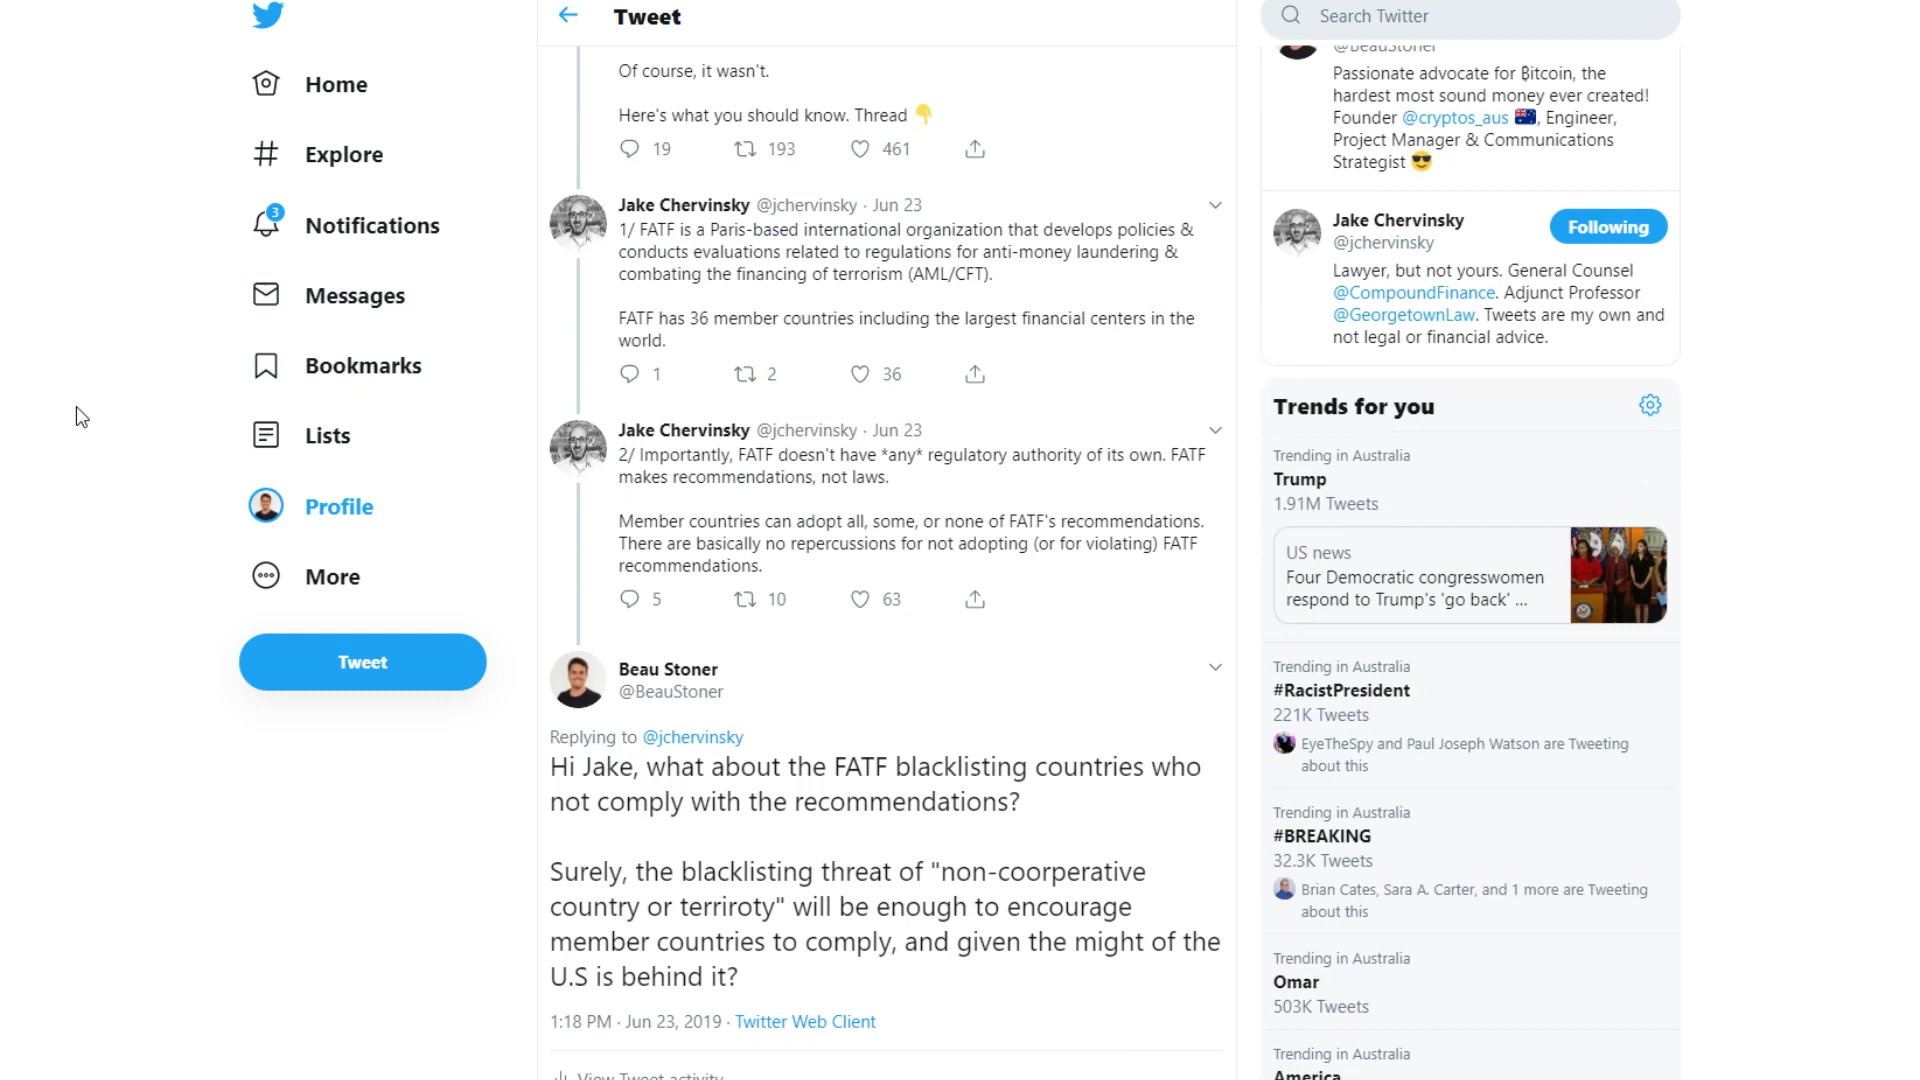 Home
Explore
3
Notifications
Messages
Bookmarks
Lists
Profile
More
Tweet
Tweet
Of course, it wasn't.
Here's what you should know. Thread 👇
19 193 461
Jake Chervinsky @jchervinsky · Jun 23
1/ FATF is a Paris-based international organization that develops policies &
conducts evaluations related to regulations for anti-money laundering &
combating the financing of terrorism (AML/CFT).
FATF has 36 member countries including the largest financial centers in the
world.
1 2 36
Jake Chervinsky @jchervinsky · Jun 23
2/ Importantly, FATF doesn't have *any* regulatory authority of its own. FATF
makes recommendations, not laws.
Member countries can adopt all, some, or none of FATF's recommendations.
There are basically no repercussions for not adopting (or for violating) FATF
recommendations.
5 10 63
Beau Stoner
@BeauStoner
Replying to @jchervinsky
Hi Jake, what about the FATF blacklisting countries who
not comply with the recommendations?
Surely, the blacklisting threat of "non-coorperative
country or terriroty" will be enough to encourage
member countries to comply, and given the might of the
U.S is behind it?
1:18 PM · Jun 23, 2019 · Twitter Web Client
View Tweet activity
Search Twitter
@BeauStoner
Passionate advocate for ₿itcoin, the
hardest most sound money ever created!
Founder @cryptos_aus 🇦🇺, Engineer,
Project Manager & Communications
Strategist 😎
Jake Chervinsky
@jchervinsky
Following
Lawyer, but not yours. General Counsel
@CompoundFinance. Adjunct Professor
@GeorgetownLaw. Tweets are my own and
not legal or financial advice.
Trends for you
Trending in Australia
Trump
1.91M Tweets
US news
Four Democratic congresswomen
respond to Trump's 'go back' ...
Trending in Australia
#RacistPresident
221K Tweets
EyeTheSpy and Paul Joseph Watson are Tweeting
about this
Trending in Australia
#BREAKING
32.3K Tweets
Brian Cates, Sara A. Carter, and 1 more are Tweeting
about this
Trending in Australia
Omar
503K Tweets
Trending in Australia
America